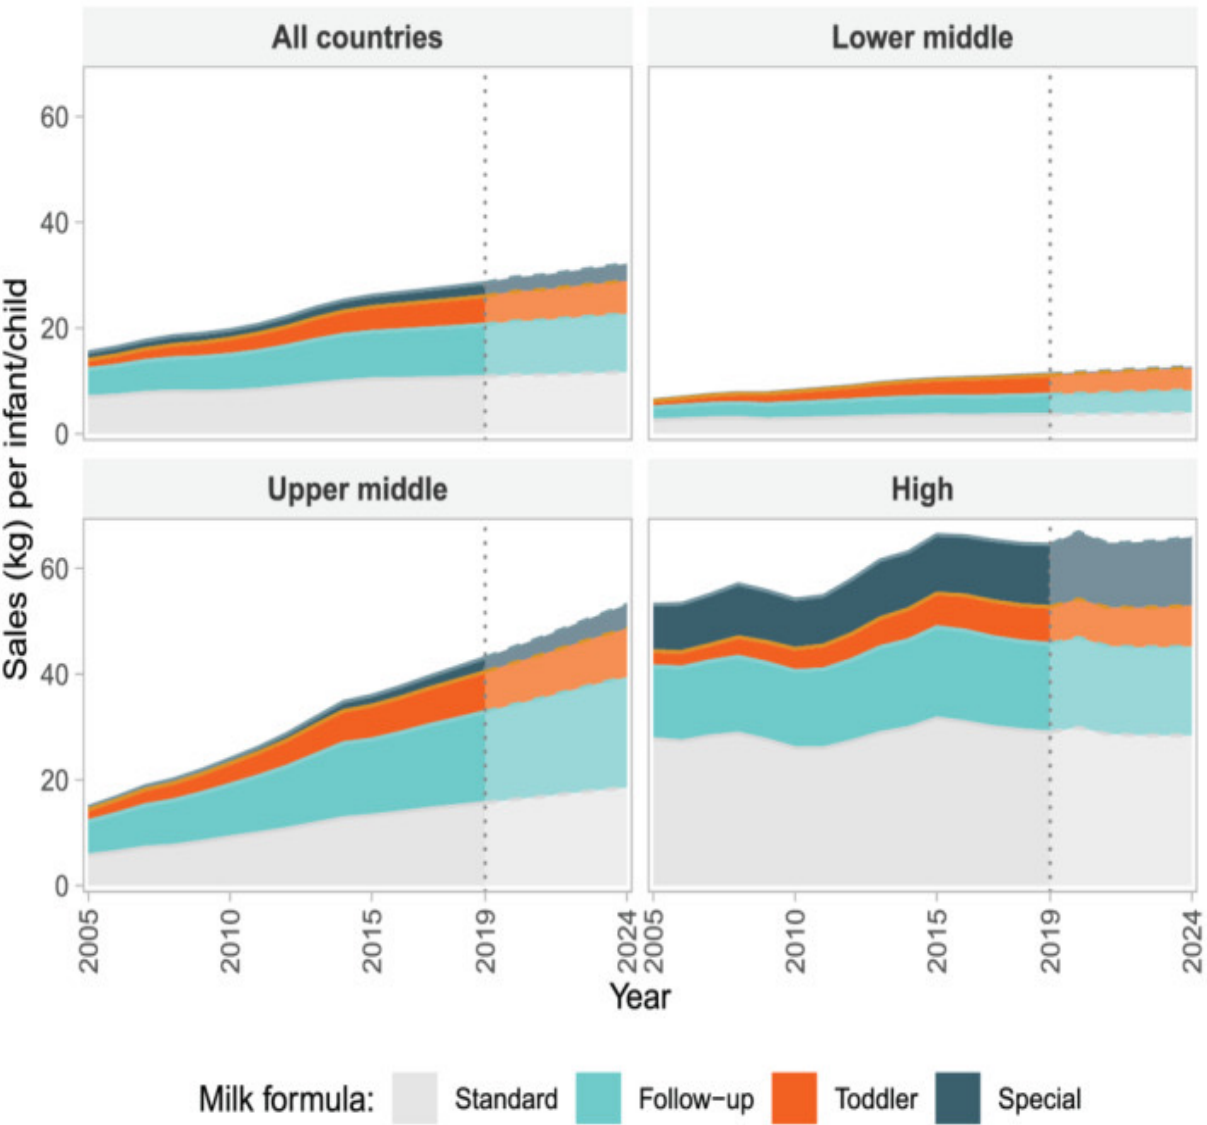 All countries
Lower middle
60
40
20
0
Sales (kg) per infant/child
Upper middle
High
60
40
20
0
2005
2010
2015
2019
2024
2005
2010
2015
2019
2024
Year
Milk formula: Standard Follow−up Toddler Special